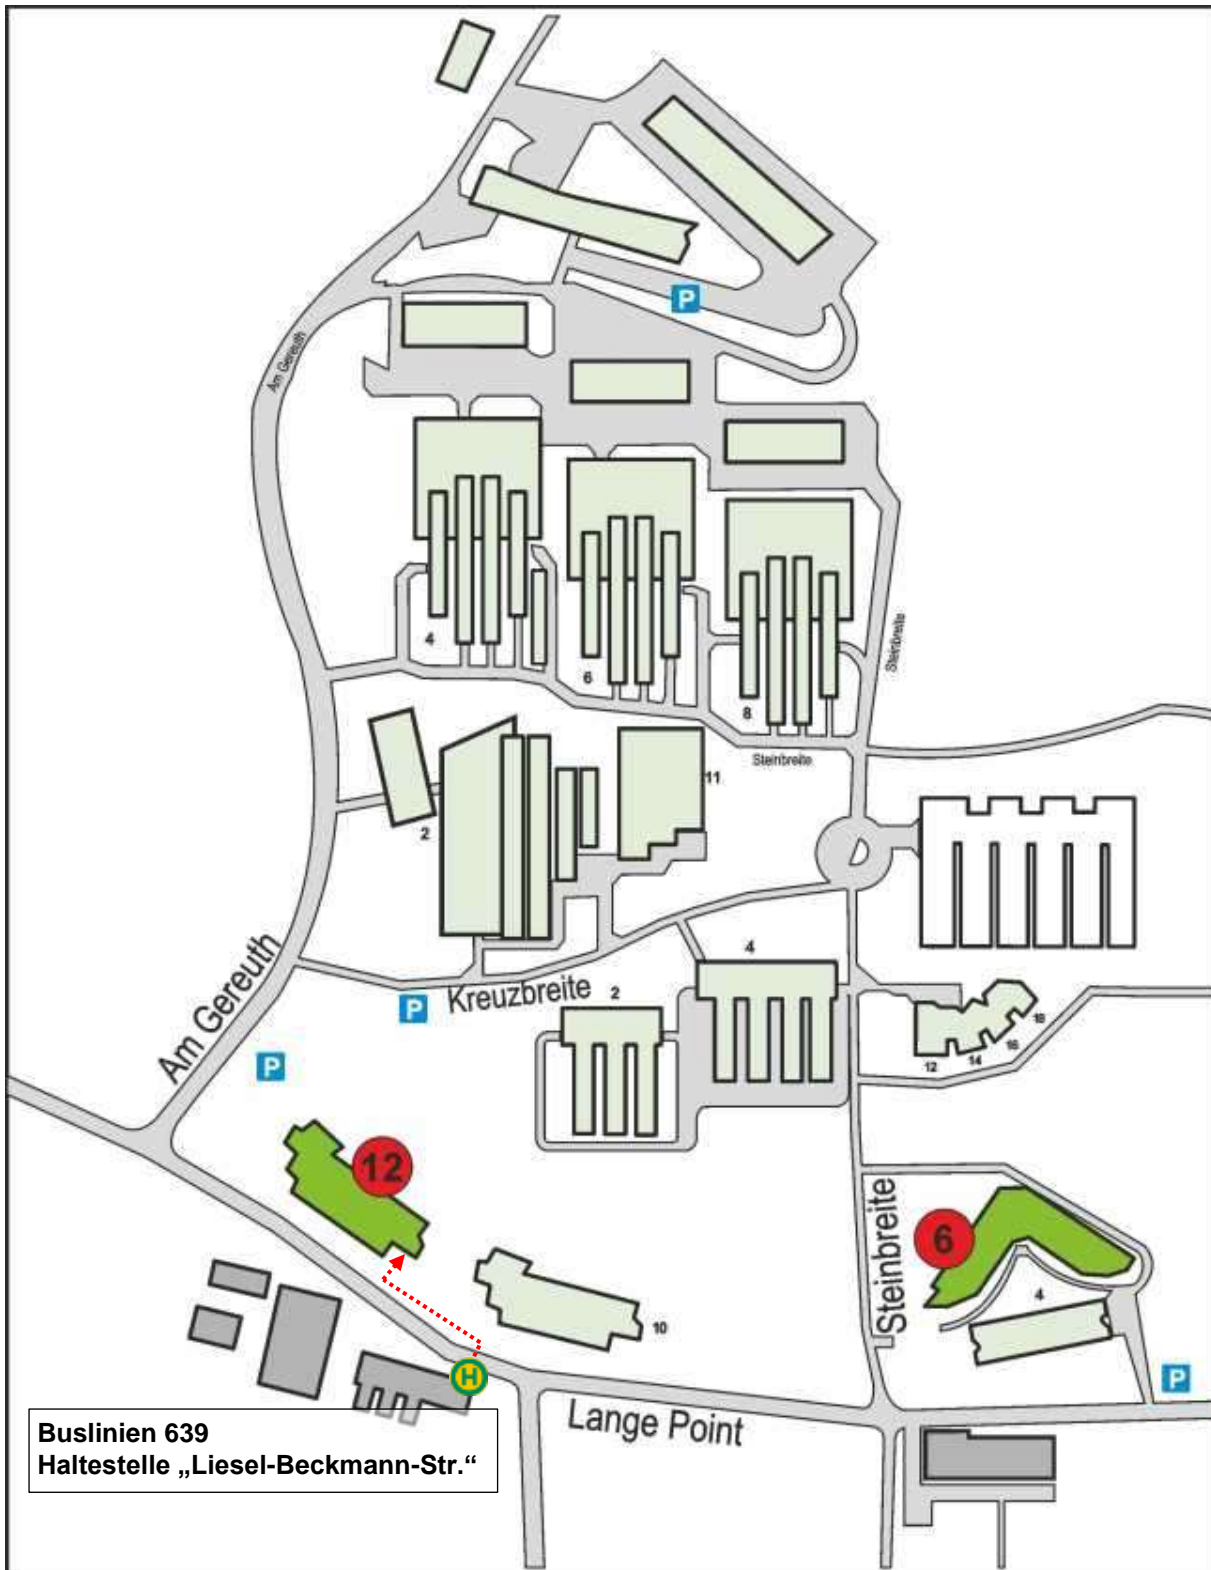 P
Am Gereuth
4
6
8
Steinbreite
Steinbreite
11
2
4
Kreuzbreite
2
P
Am Gereuth
P
18
16
14
12
12
Steinbreite
6
4
10
H
P
Lange Point
Buslinien 639
Haltestelle „Liesel-Beckmann-Str.“